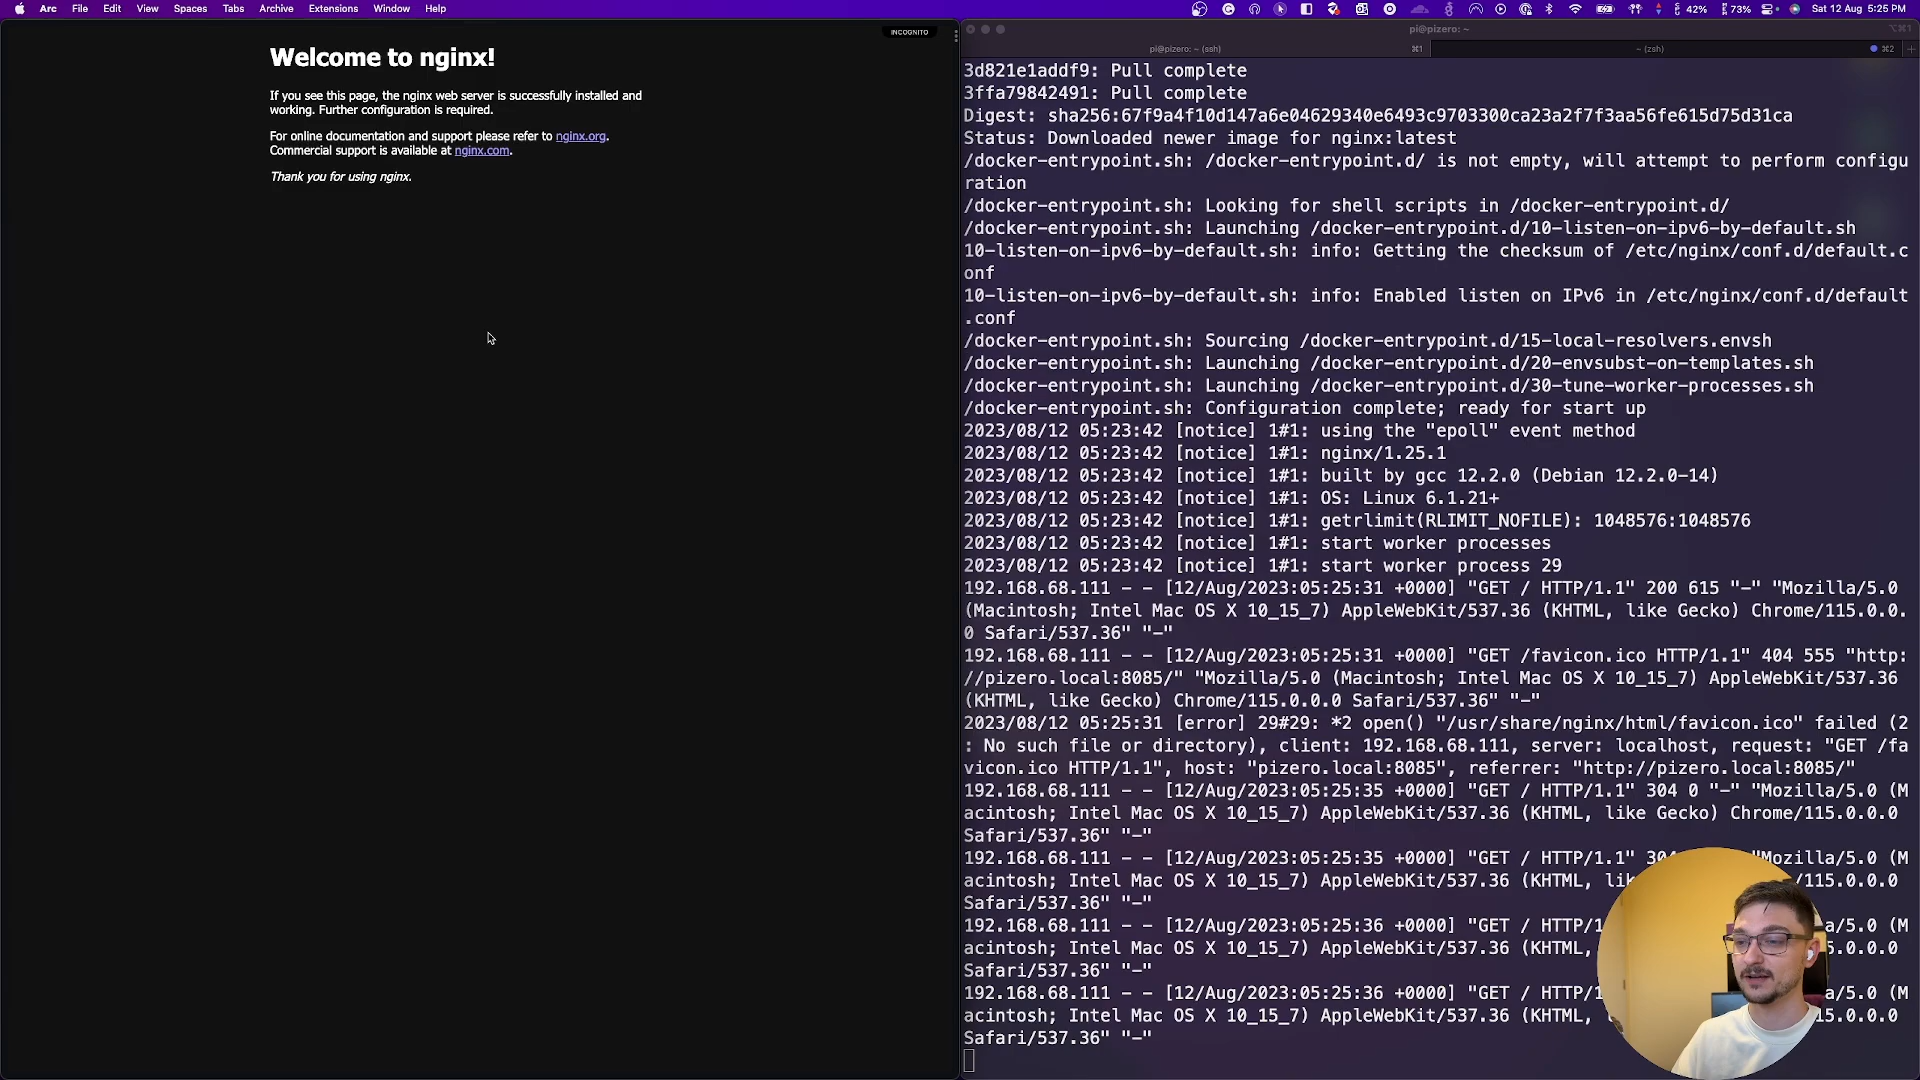 Arc File Edit View Spaces Tabs Archive Extensions Window Help 42% 73% Sat 12 Aug 5:25 PM
INCOGNITO
Welcome to nginx!
If you see this page, the nginx web server is successfully installed and
working. Further configuration is required.
For online documentation and support please refer to nginx.org.
Commercial support is available at nginx.com.
Thank you for using nginx.
pi@pizero: ~ ⌥⌘1
pi@pizero: ~ (ssh) ⌘1 ~ (zsh) ⌘2
3d821e1addf9: Pull complete
3ffa79842491: Pull complete
Digest: sha256:67f9a4f10d147a6e04629340e6493c9703300ca23a2f7f3aa56fe615d75d31ca
Status: Downloaded newer image for nginx:latest
/docker-entrypoint.sh: /docker-entrypoint.d/ is not empty, will attempt to perform configu
ration
/docker-entrypoint.sh: Looking for shell scripts in /docker-entrypoint.d/
/docker-entrypoint.sh: Launching /docker-entrypoint.d/10-listen-on-ipv6-by-default.sh
10-listen-on-ipv6-by-default.sh: info: Getting the checksum of /etc/nginx/conf.d/default.c
onf
10-listen-on-ipv6-by-default.sh: info: Enabled listen on IPv6 in /etc/nginx/conf.d/default
.conf
/docker-entrypoint.sh: Sourcing /docker-entrypoint.d/15-local-resolvers.envsh
/docker-entrypoint.sh: Launching /docker-entrypoint.d/20-envsubst-on-templates.sh
/docker-entrypoint.sh: Launching /docker-entrypoint.d/30-tune-worker-processes.sh
/docker-entrypoint.sh: Configuration complete; ready for start up
2023/08/12 05:23:42 [notice] 1#1: using the "epoll" event method
2023/08/12 05:23:42 [notice] 1#1: nginx/1.25.1
2023/08/12 05:23:42 [notice] 1#1: built by gcc 12.2.0 (Debian 12.2.0-14)
2023/08/12 05:23:42 [notice] 1#1: OS: Linux 6.1.21+
2023/08/12 05:23:42 [notice] 1#1: getrlimit(RLIMIT_NOFILE): 1048576:1048576
2023/08/12 05:23:42 [notice] 1#1: start worker processes
2023/08/12 05:23:42 [notice] 1#1: start worker process 29
192.168.68.111 - - [12/Aug/2023:05:25:31 +0000] "GET / HTTP/1.1" 200 615 "-" "Mozilla/5.0
(Macintosh; Intel Mac OS X 10_15_7) AppleWebKit/537.36 (KHTML, like Gecko) Chrome/115.0.0.
0 Safari/537.36" "-"
192.168.68.111 - - [12/Aug/2023:05:25:31 +0000] "GET /favicon.ico HTTP/1.1" 404 555 "http:
//pizero.local:8085/" "Mozilla/5.0 (Macintosh; Intel Mac OS X 10_15_7) AppleWebKit/537.36
(KHTML, like Gecko) Chrome/115.0.0.0 Safari/537.36" "-"
2023/08/12 05:25:31 [error] 29#29: *2 open() "/usr/share/nginx/html/favicon.ico" failed (2
: No such file or directory), client: 192.168.68.111, server: localhost, request: "GET /fa
vicon.ico HTTP/1.1", host: "pizero.local:8085", referrer: "http://pizero.local:8085/"
192.168.68.111 - - [12/Aug/2023:05:25:35 +0000] "GET / HTTP/1.1" 304 0 "-" "Mozilla/5.0 (M
acintosh; Intel Mac OS X 10_15_7) AppleWebKit/537.36 (KHTML, like Gecko) Chrome/115.0.0.0
Safari/537.36" "-"
192.168.68.111 - - [12/Aug/2023:05:25:35 +0000] "GET / HTTP/1.1" 30 Mozilla/5.0 (M
acintosh; Intel Mac OS X 10_15_7) AppleWebKit/537.36 (KHTML, lik /115.0.0.0
Safari/537.36" "-"
192.168.68.111 - - [12/Aug/2023:05:25:36 +0000] "GET / HTTP/1 a/5.0 (M
acintosh; Intel Mac OS X 10_15_7) AppleWebKit/537.36 (KHTML, 5.0.0.0
Safari/537.36" "-"
192.168.68.111 - - [12/Aug/2023:05:25:36 +0000] "GET / HTTP/1 a/5.0 (M
acintosh; Intel Mac OS X 10_15_7) AppleWebKit/537.36 (KHTML, 15.0.0.0
Safari/537.36" "-"